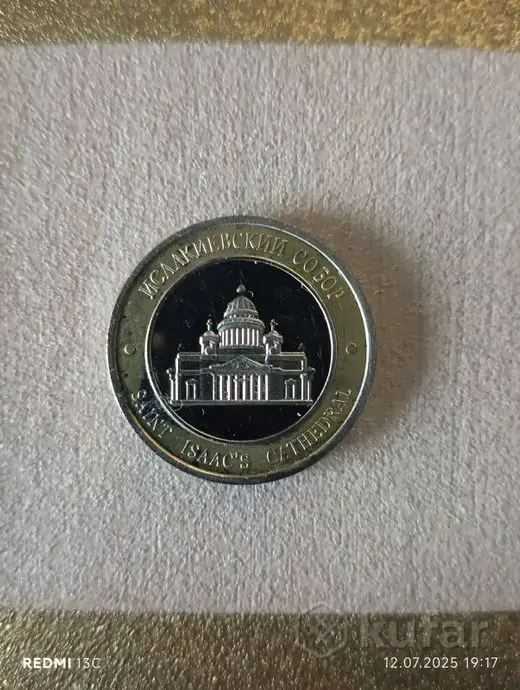 ИСААКИЕВСКИЙ СОБОР
SAINT ISAAC'S CATHEDRAL
kufar
REDMI 13C
12.07.2025 19:17